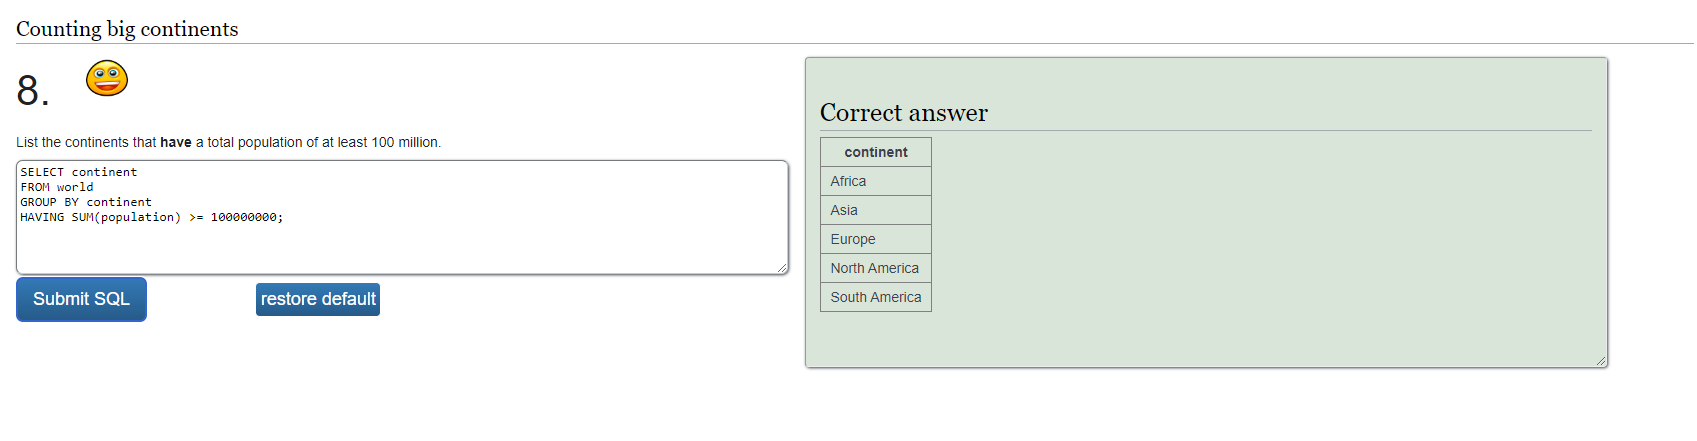 Counting big continents
8.
List the continents that have a total population of at least 100 million.
SELECT continent
FROM world
GROUP BY continent
HAVING SUM(population) >= 100000000;
Submit SQL
restore default
Correct answer
continent
Africa
Asia
Europe
North America
South America